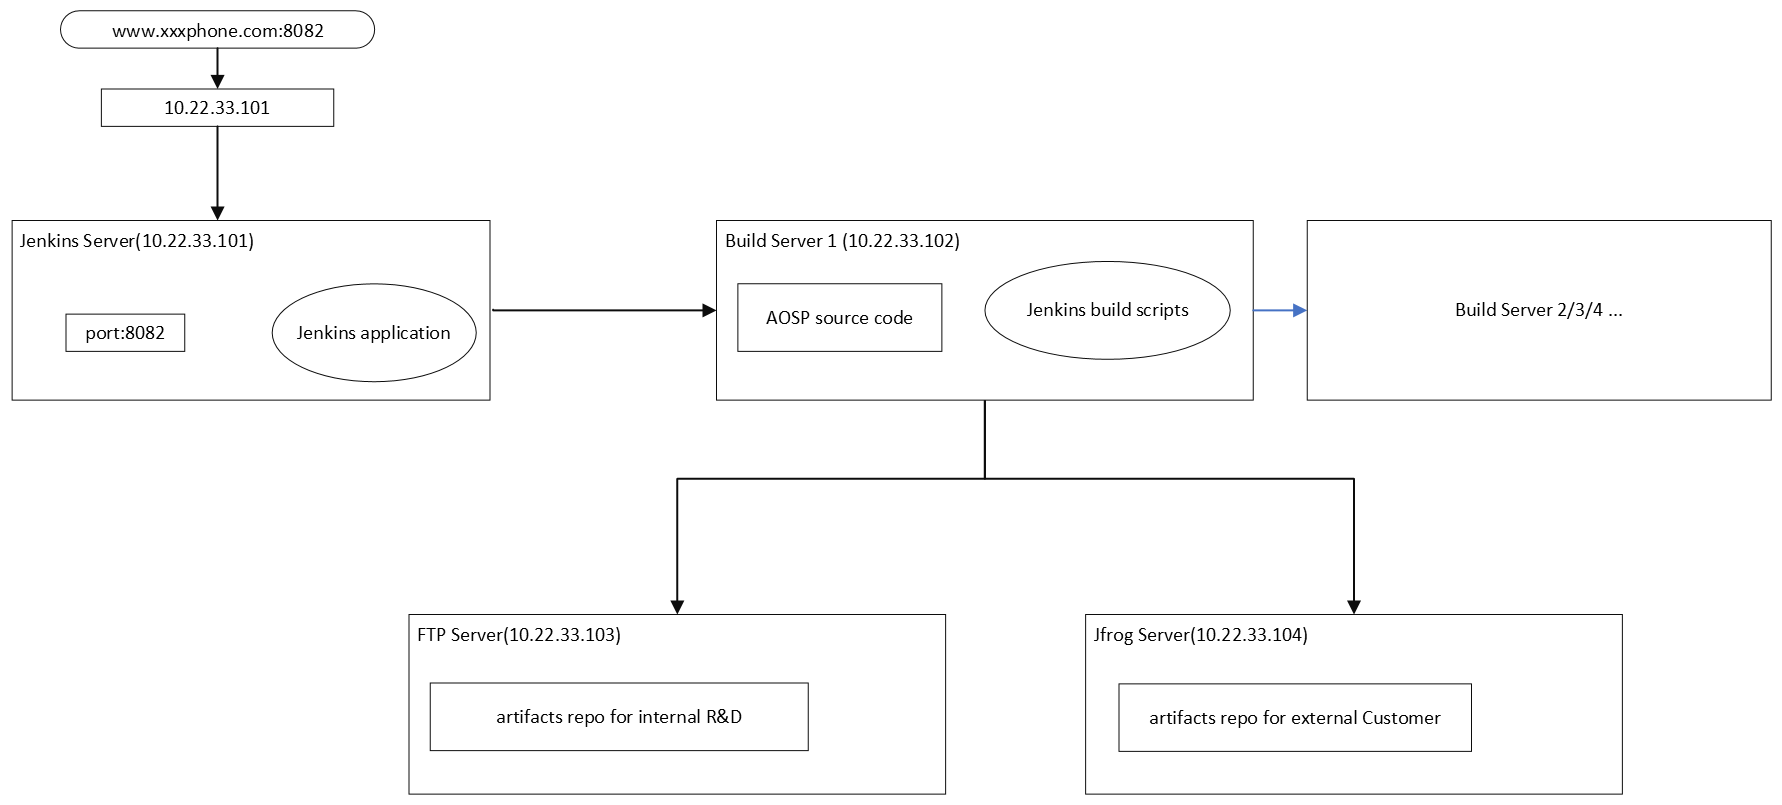 www.xxxphone.com:8082
10.22.33.101
Jenkins Server(10.22.33.101)
port:8082
Jenkins application
Build Server 1 (10.22.33.102)
AOSP source code
Jenkins build scripts
Build Server 2/3/4 ...
FTP Server(10.22.33.103)
artifacts repo for internal R&D
Jfrog Server(10.22.33.104)
artifacts repo for external Customer